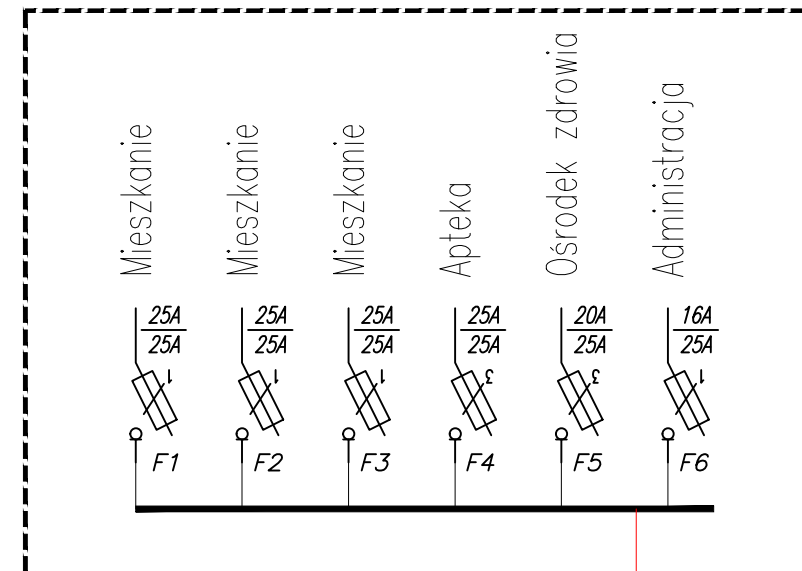 Mieszkanie
Mieszkanie
Mieszkanie
Apteka
Ośrodek zdrowia
Administracja
25A 25A 25A 25A 20A 16A
25A 25A 25A 25A 25A 25A
1 1 1 3 3 1
F1 F2 F3 F4 F5 F6